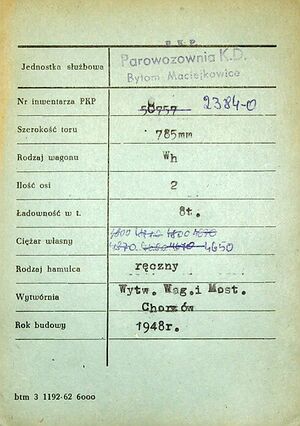 P.K.P.
Jednostka służbowa Parowozownia K.D.
Bytom Maciejkowice
Nr inwentarza PKP 58757 2384-0
Szerokość toru 785mm
Rodzaj wagonu Wh
Ilość osi 2
Ładowność w t. 8t.
Ciężar własny
4650
Rodzaj hamulca ręczny
Wytwórnia Wytw. Wag.i Most.
Chorzów
Rok budowy 1948r.
btm 3 1192-62 6000